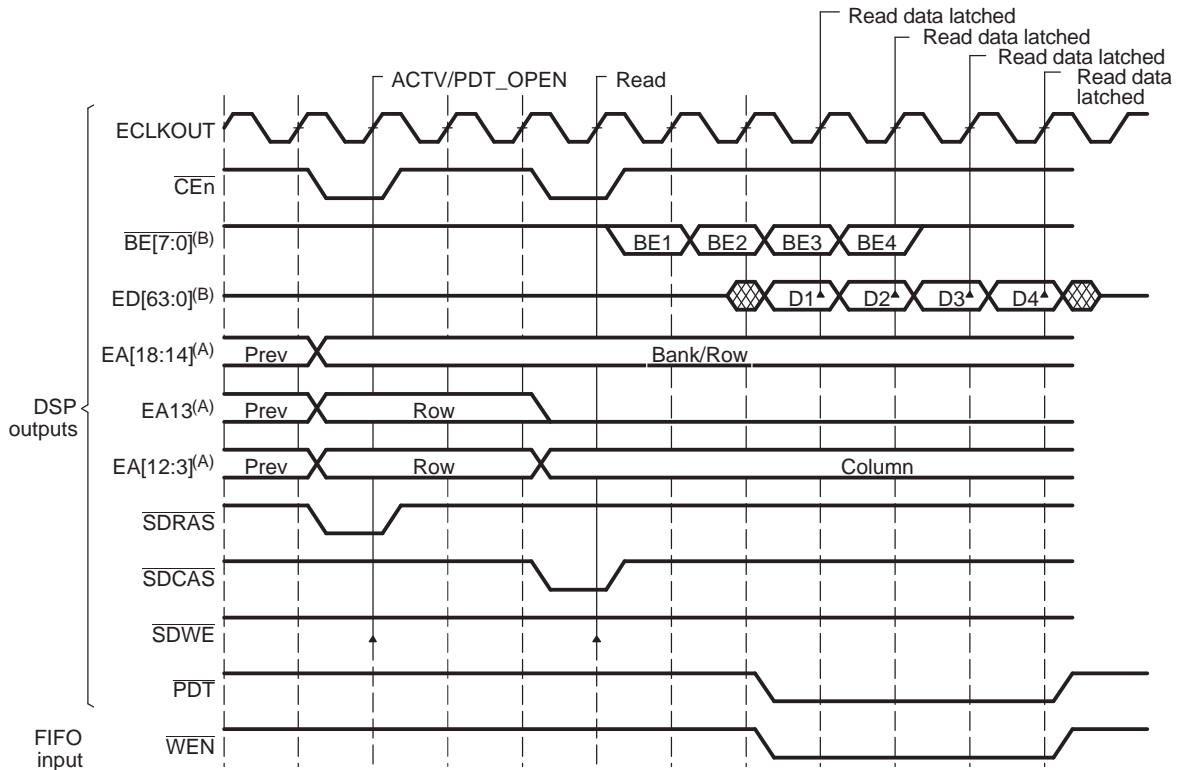 Read data latched
Read data latched
Read data latched
Read data
latched
ACTV/PDT_OPEN
Read
ECLKOUT
CEn
BE[7:0](B)
BE1 BE2 BE3 BE4
ED[63:0](B)
D1 D2 D3 D4
EA[18:14](A)
Prev
Bank/Row
DSP
outputs
EA13(A)
Prev
Row
EA[12:3](A)
Prev
Row
Column
SDRAS
SDCAS
SDWE
PDT
FIFO
input
WEN